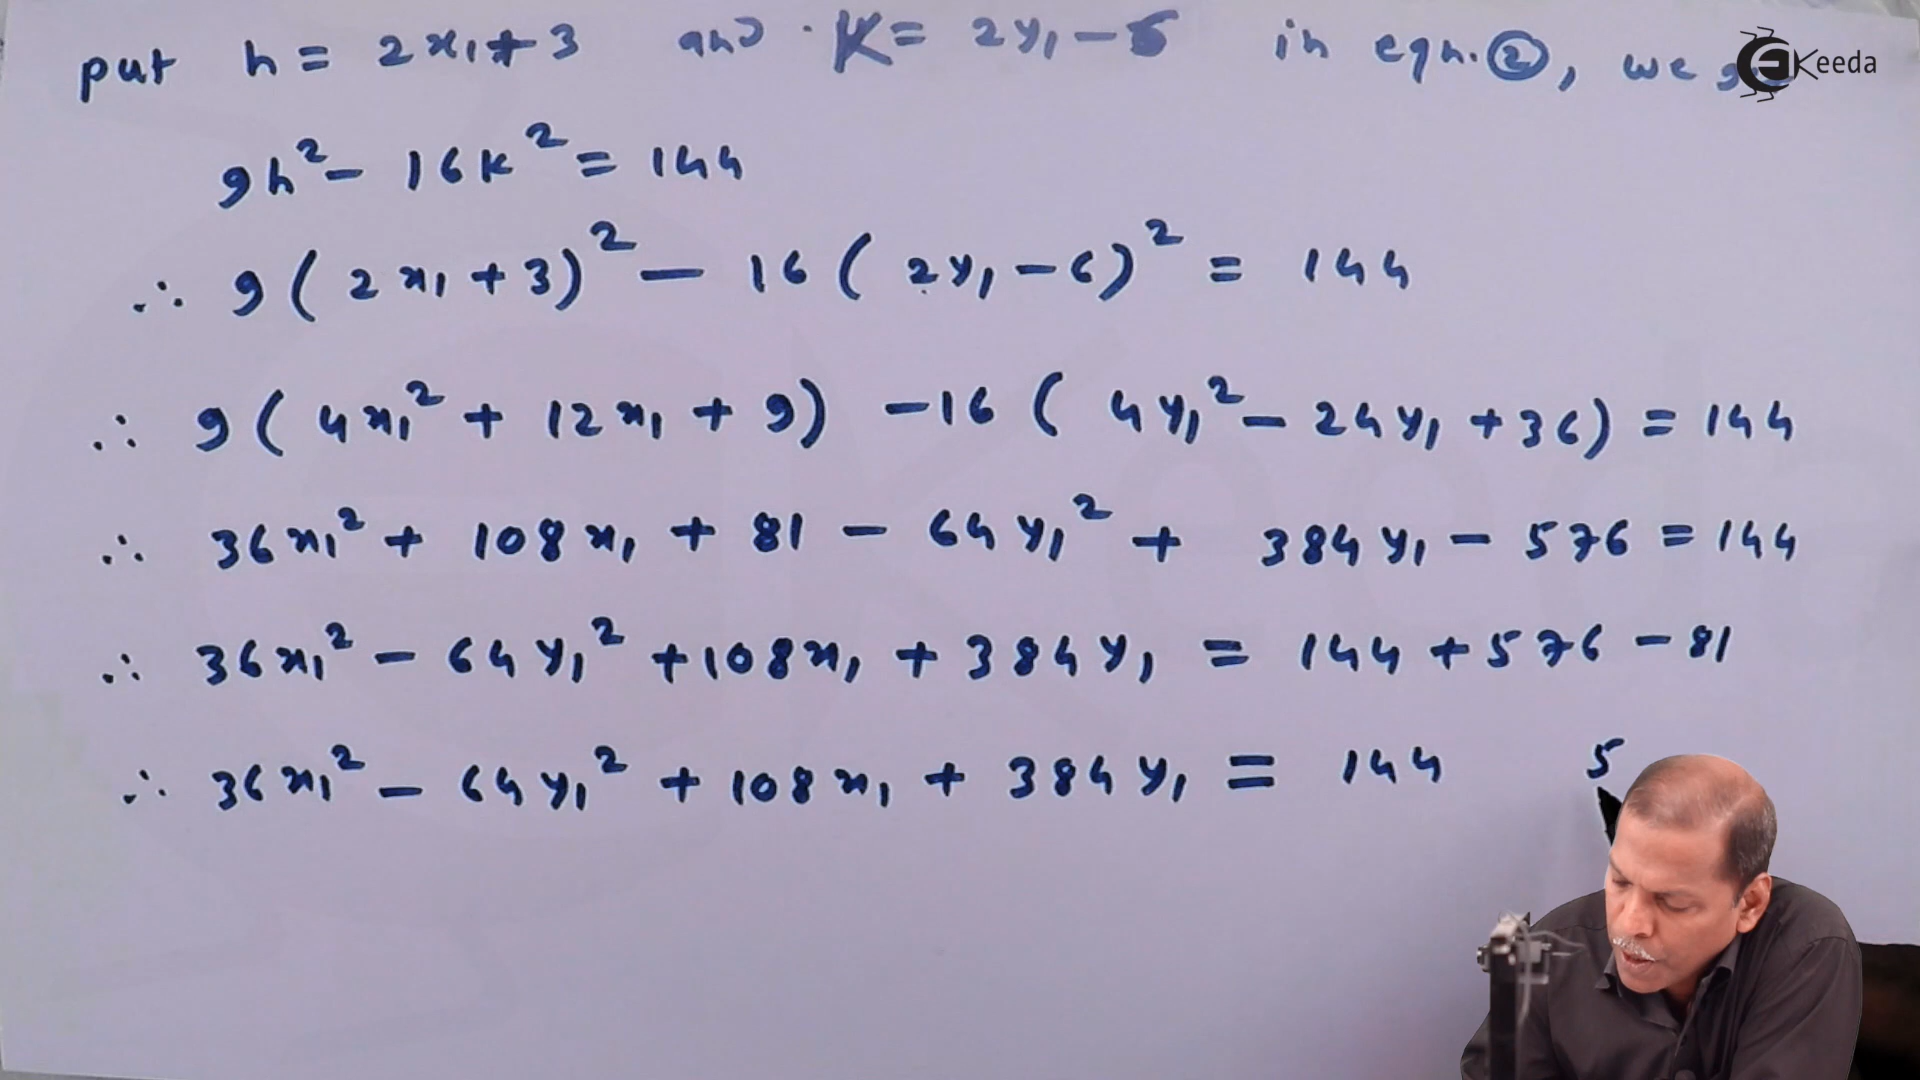 put h = 2x₁ + 3 and K = 2y₁ - 6 in eqn. ②, we
Keeda
9h² - 16k² = 144
∴ 9(2x₁ + 3)² - 16(2y₁ - 6)² = 144
∴ 9(4x₁² + 12x₁ + 9) - 16(4y₁² - 24y₁ + 36) = 144
∴ 36x₁² + 108x₁ + 81 - 64y₁² + 384y₁ - 576 = 144
∴ 36x₁² - 64y₁² + 108x₁ + 384y₁ = 144 + 576 - 81
∴ 36x₁² - 64y₁² + 108x₁ + 384y₁ = 144 5